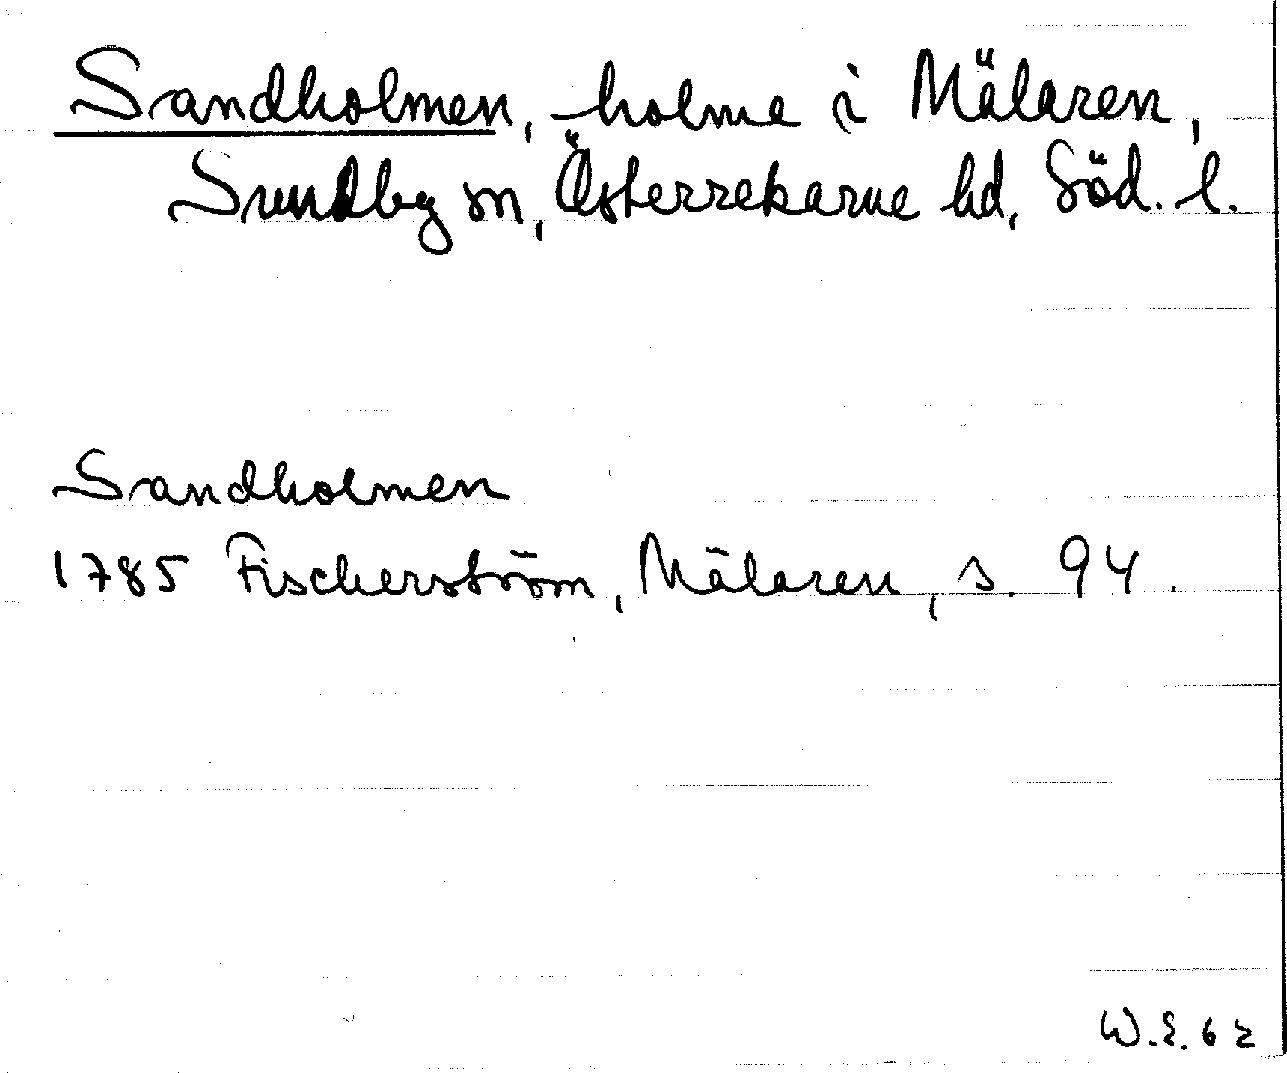 Sandholmen, holme i Mälaren,
Sundby sn, Österrekarne hd, Söd. l.
Sandholmen
1785 Fischerström, Mälaren, s. 94.
W.E. 62